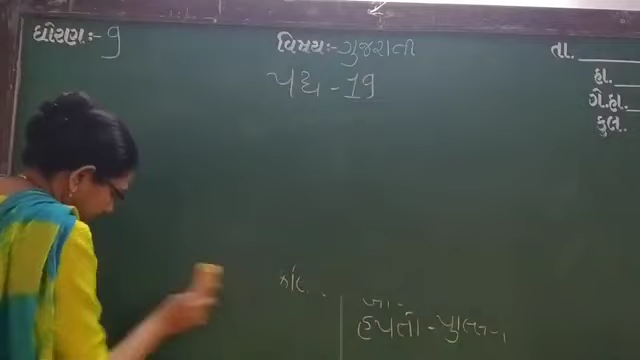 ધોરણ:- 9
વિષય:- ગુજરાતી
તા.
પદ્ય - 19
હા.
ગે.હા.
કુલ.